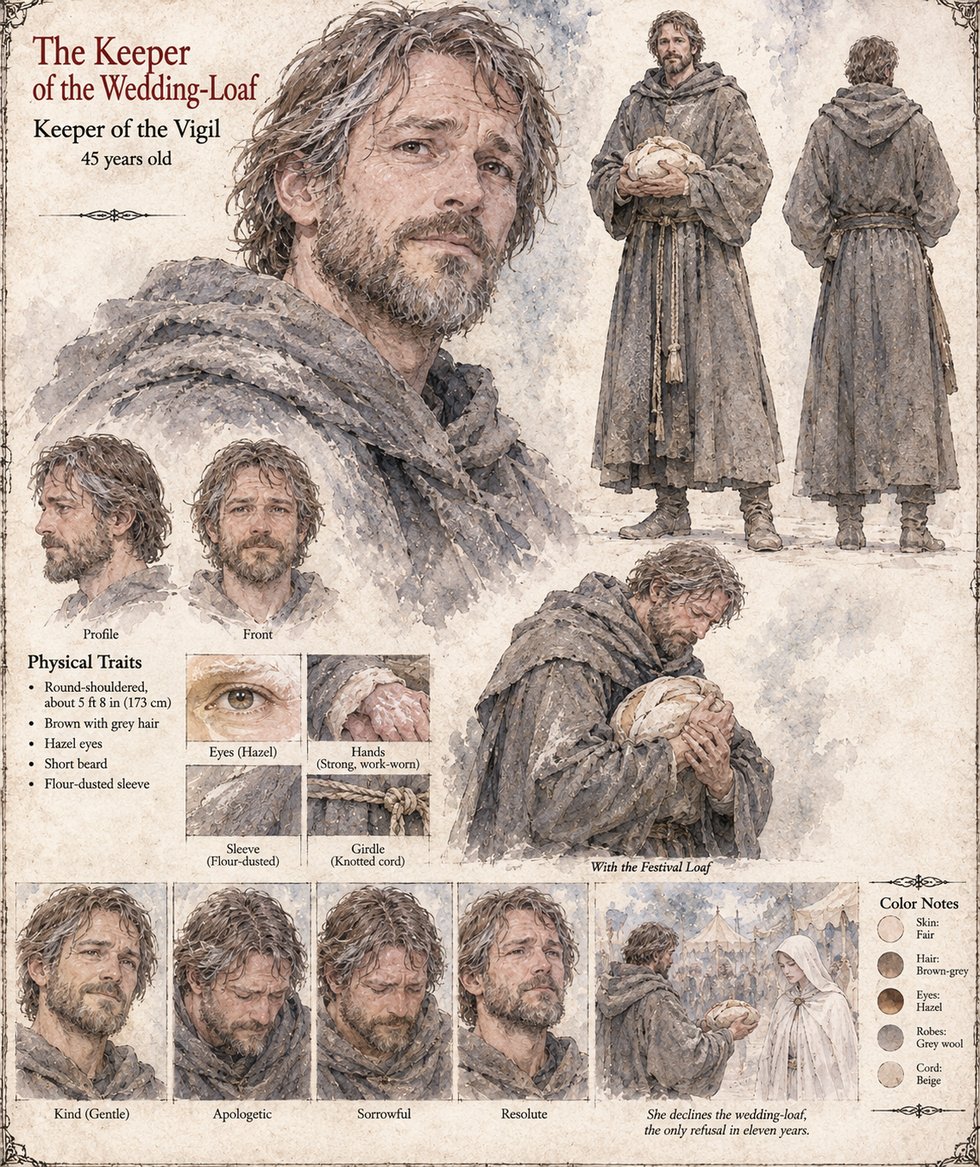 The Keeper
of the Wedding-Loaf
Keeper of the Vigil
45 years old
Profile
Front
Physical Traits
• Round-shouldered,
about 5 ft 8 in (173 cm)
• Brown with grey hair
• Hazel eyes
• Short beard
• Flour-dusted sleeve
Eyes (Hazel)
Hands
(Strong, work-worn)
Sleeve
(Flour-dusted)
Girdle
(Knotted cord)
With the Festival Loaf
Kind (Gentle)
Apologetic
Sorrowful
Resolute
She declines the wedding-loaf,
the only refusal in eleven years.
Color Notes
Skin:
Fair
Hair:
Brown-grey
Eyes:
Hazel
Robes:
Grey wool
Cord:
Beige